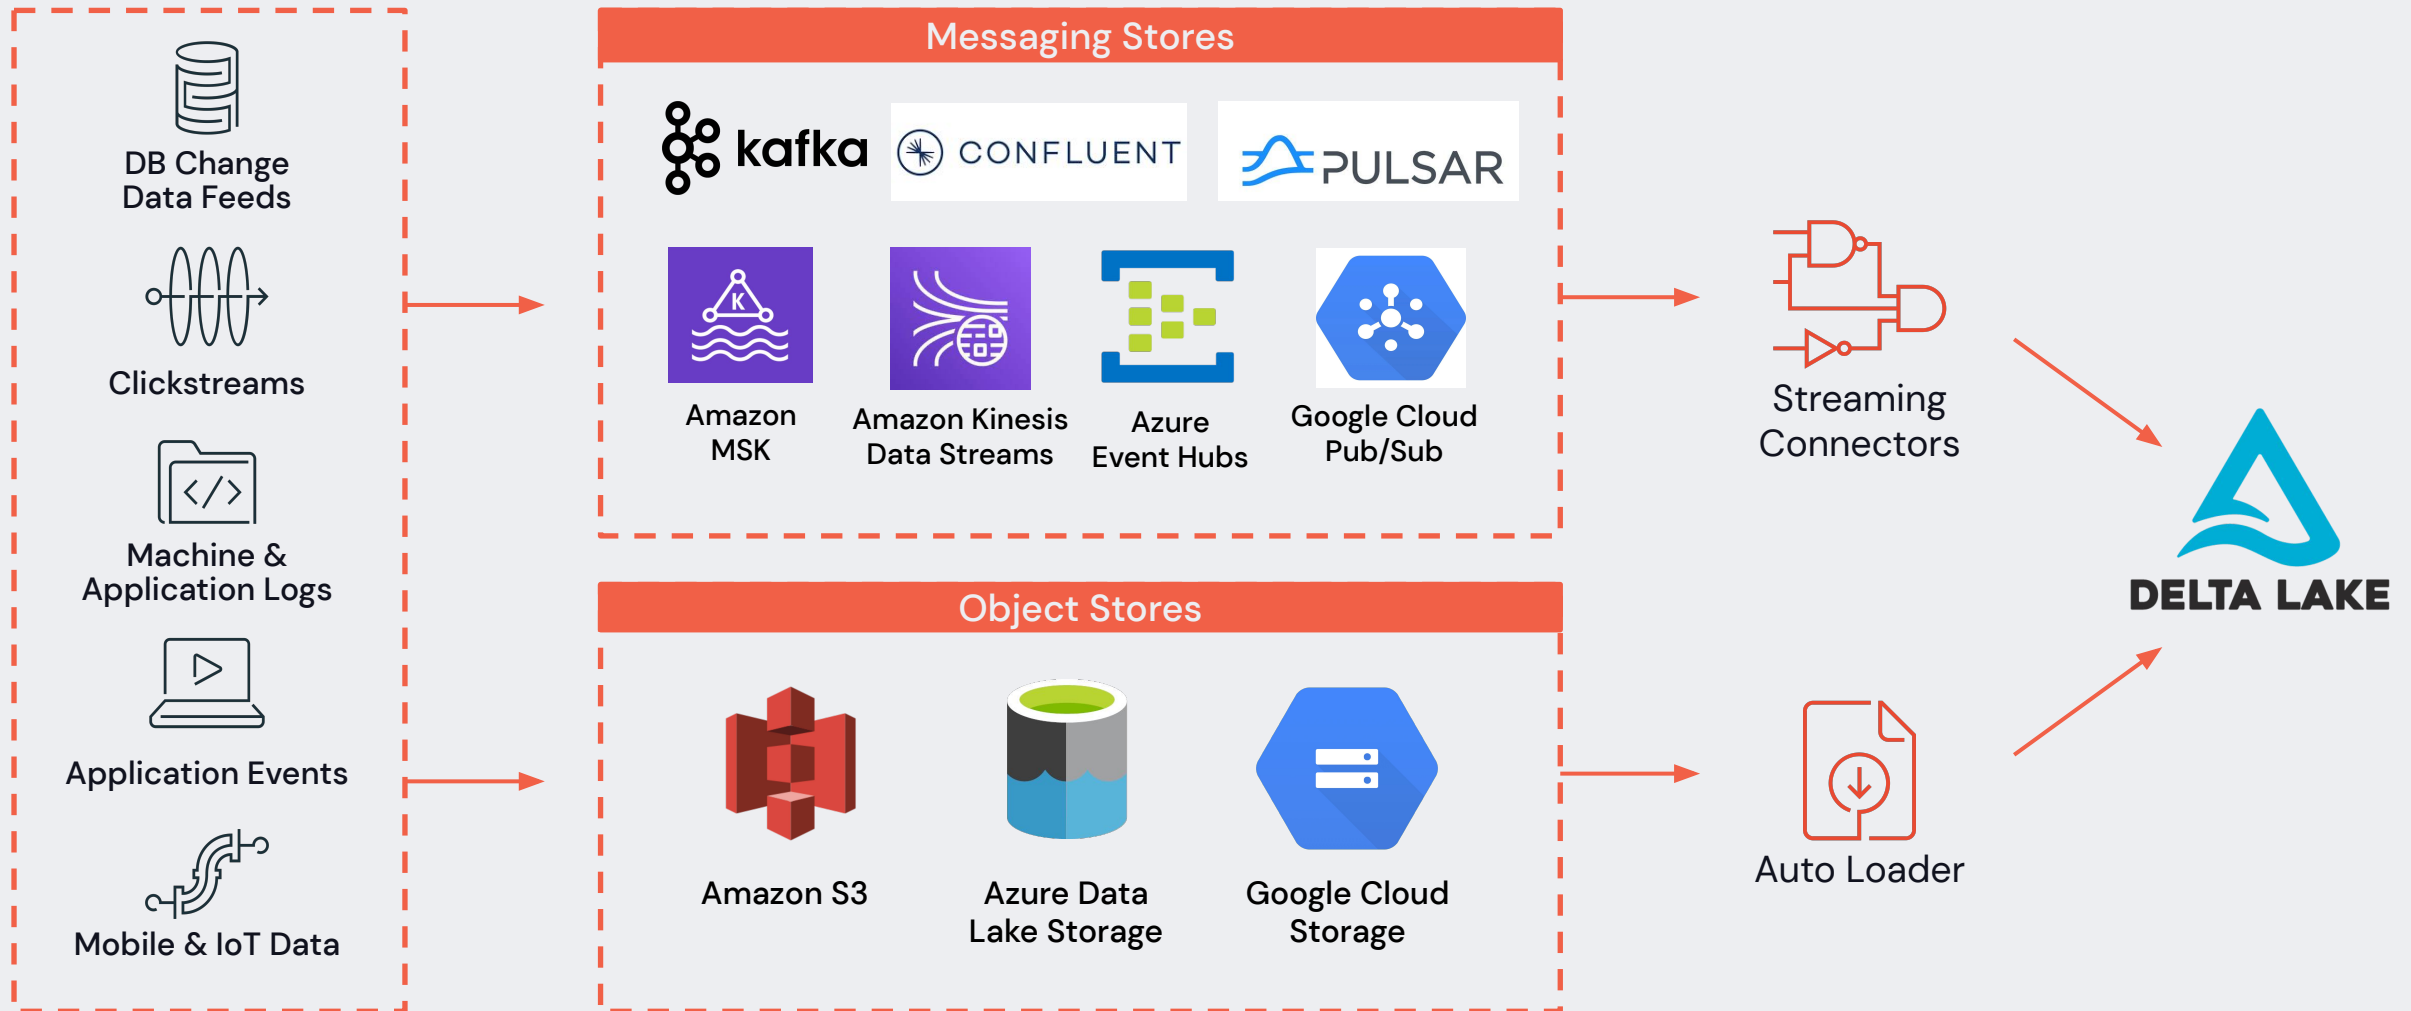 DB Change
Data Feeds
Clickstreams
</>
Machine &
Application Logs
Application Events
Mobile & IoT Data
Messaging Stores
kafka
CONFLUENT
PULSAR
K
Amazon
MSK
Amazon Kinesis
Data Streams
Azure
Event Hubs
Google Cloud
Pub/Sub
Object Stores
Amazon S3
Azure Data
Lake Storage
Google Cloud
Storage
Streaming
Connectors
Auto Loader
DELTA LAKE